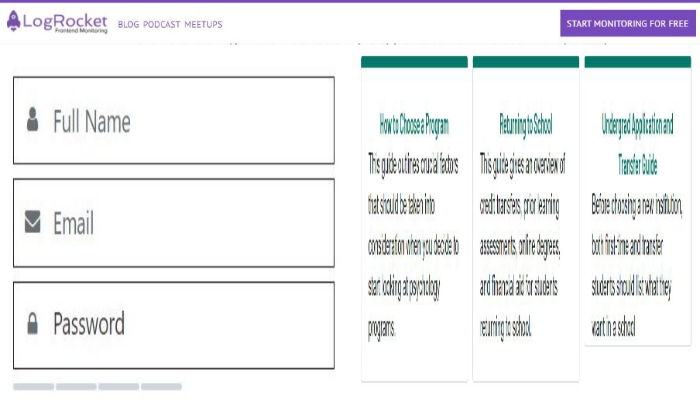 LogRocket
Frontend Monitoring
BLOG PODCAST MEETUPS
START MONITORING FOR FREE
Full Name
Email
Password
How to Choose a Program
This guide outlines crucial factors
that should be taken into
consideration when you decide to
start looking at psychology
programs.
Returning to School
This guide gives an overview of
credit transfers, prior learning
assessments, online degrees,
and financial aid for students
returning to school.
Undergrad Application and
Transfer Guide
Before choosing a new institution,
both first-time and transfer
students should list what they
want in a school